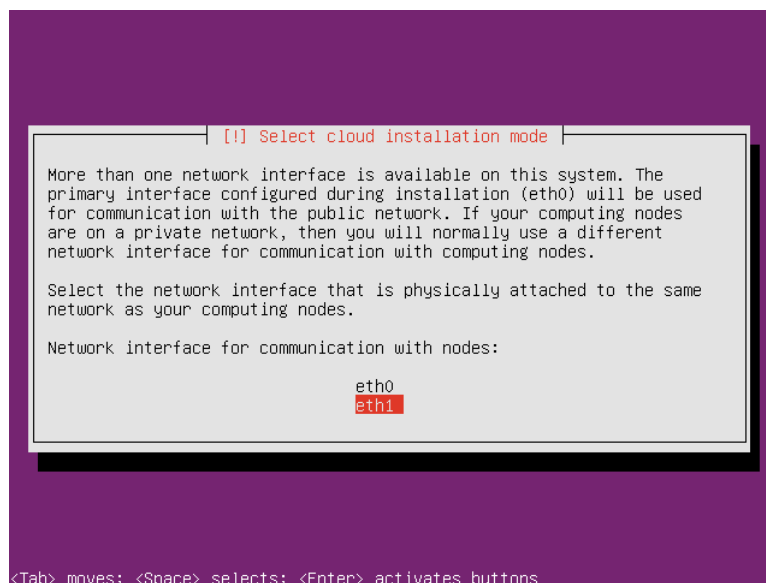 [!] Select cloud installation mode
More than one network interface is available on this system. The
primary interface configured during installation (eth0) will be used
for communication with the public network. If your computing nodes
are on a private network, then you will normally use a different
network interface for communication with computing nodes.
Select the network interface that is physically attached to the same
network as your computing nodes.
Network interface for communication with nodes:
eth0
eth1
<Tab> moves; <Space> selects; <Enter> activates buttons